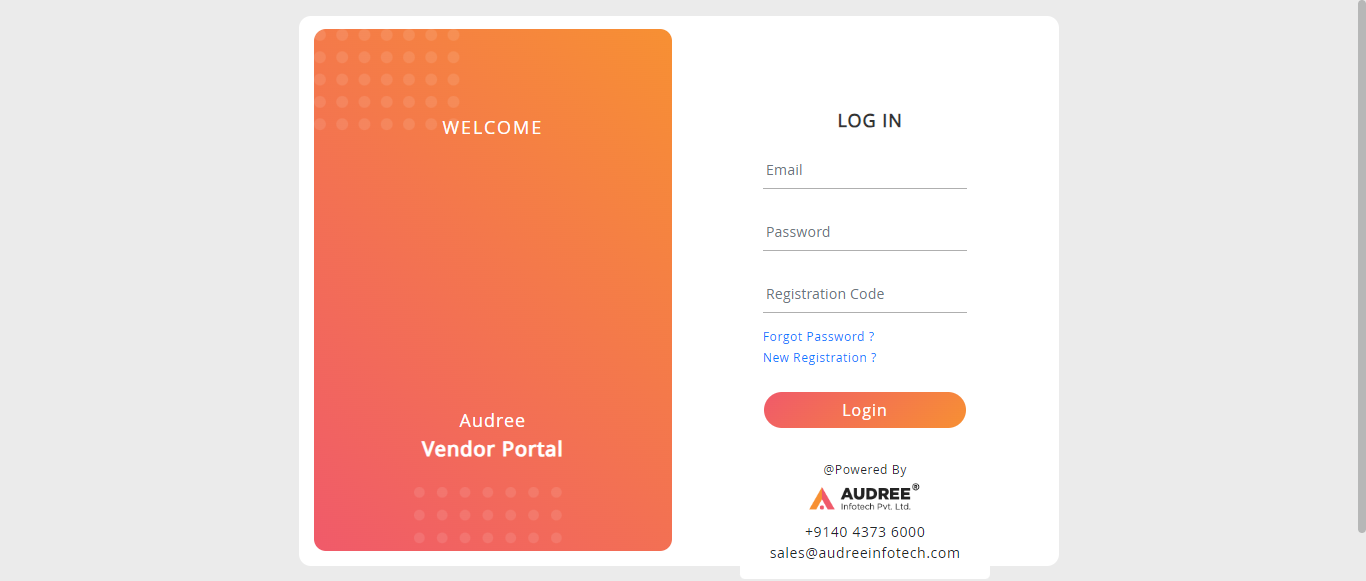 WELCOME
Audree
Vendor Portal
LOG IN
Email
Password
Registration Code
Forgot Password ?
New Registration ?
Login
@Powered By
AUDREE®
Infotech Pvt. Ltd.
+9140 4373 6000
sales@audreeinfotech.com